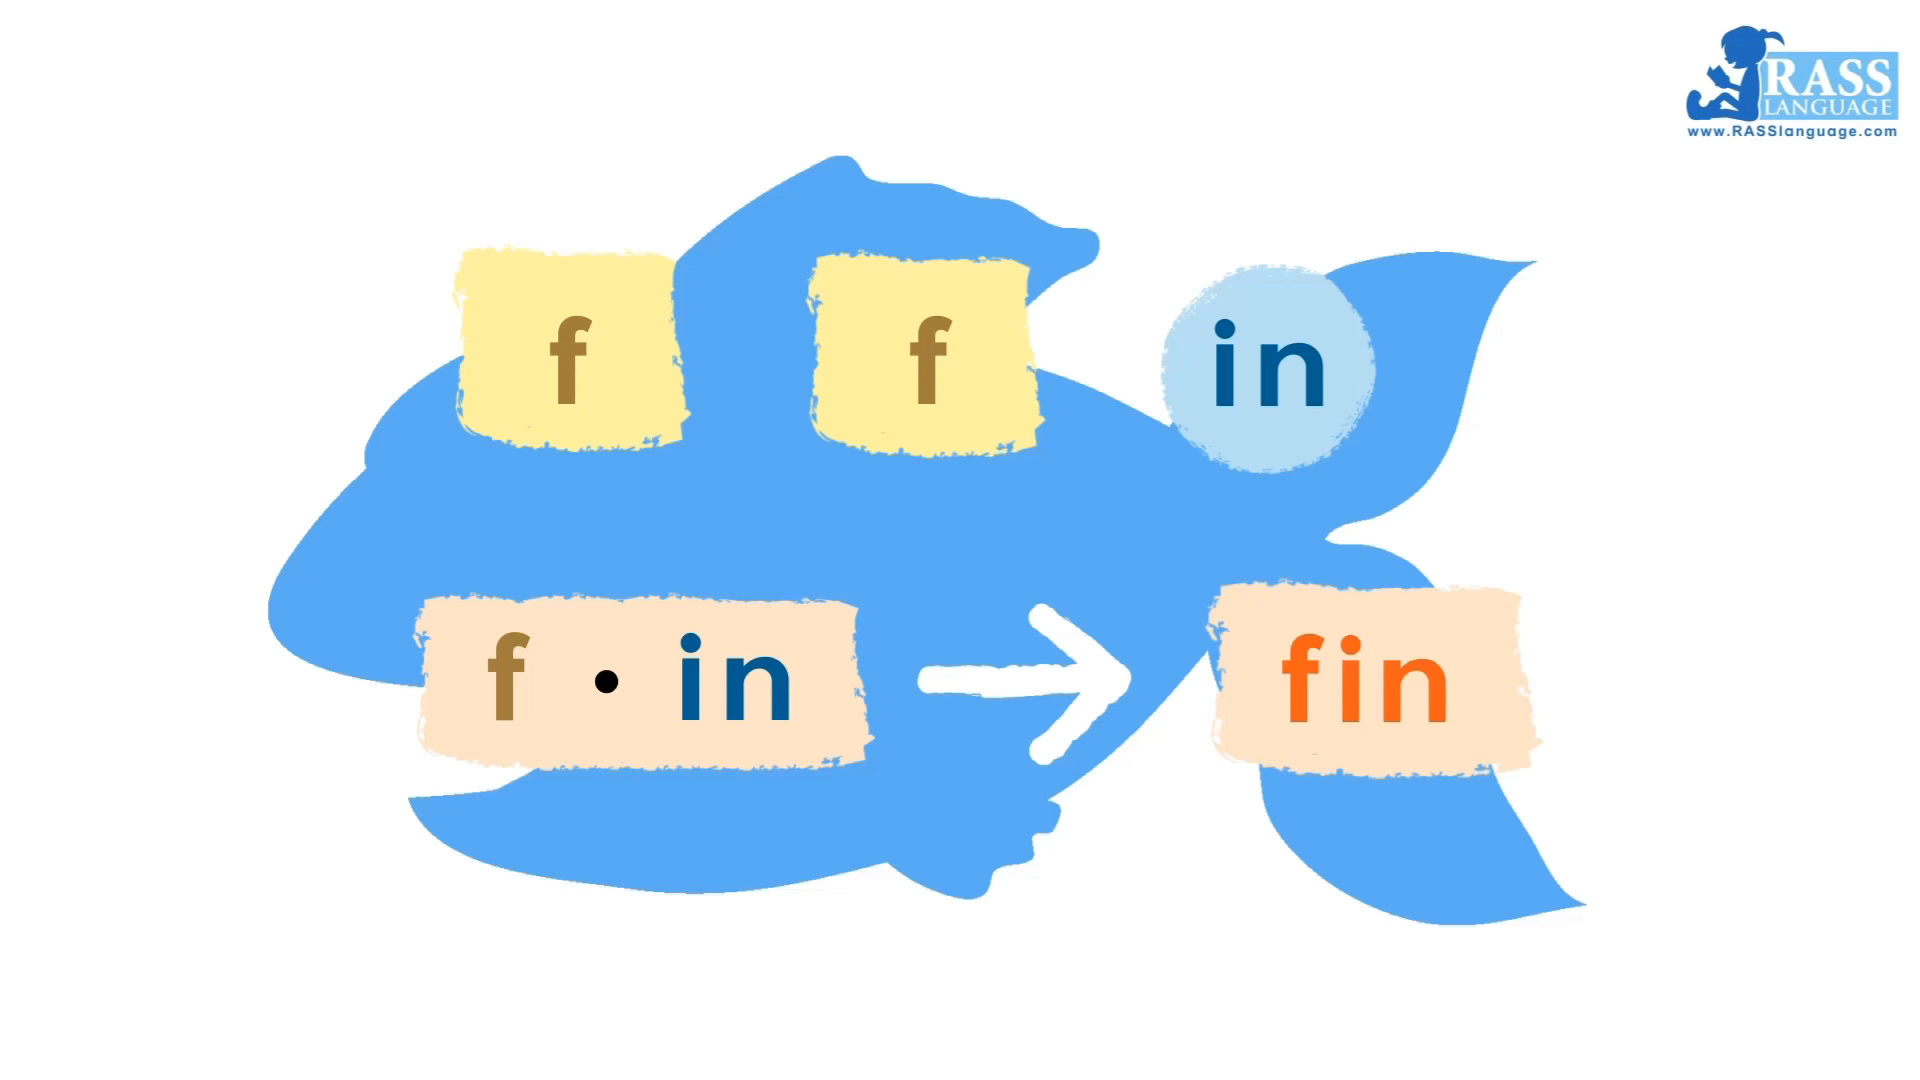 RASS
LANGUAGE
www.RASSlanguage.com
f f in
f • in → fin